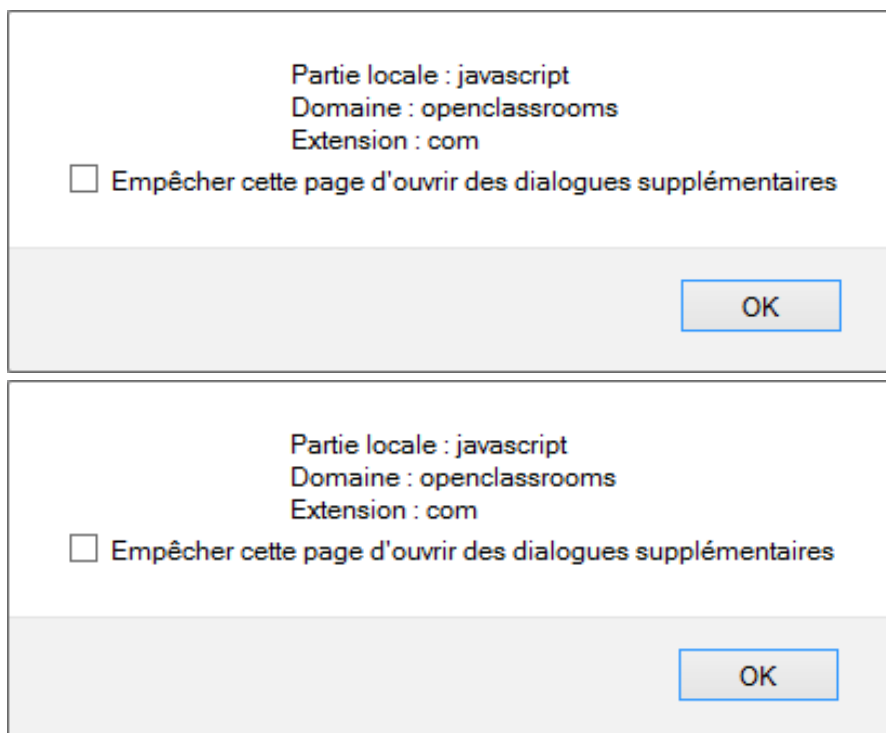 Partie locale : javascript
Domaine : openclassrooms
Extension : com
Empêcher cette page d'ouvrir des dialogues supplémentaires
OK
Partie locale : javascript
Domaine : openclassrooms
Extension : com
Empêcher cette page d'ouvrir des dialogues supplémentaires
OK